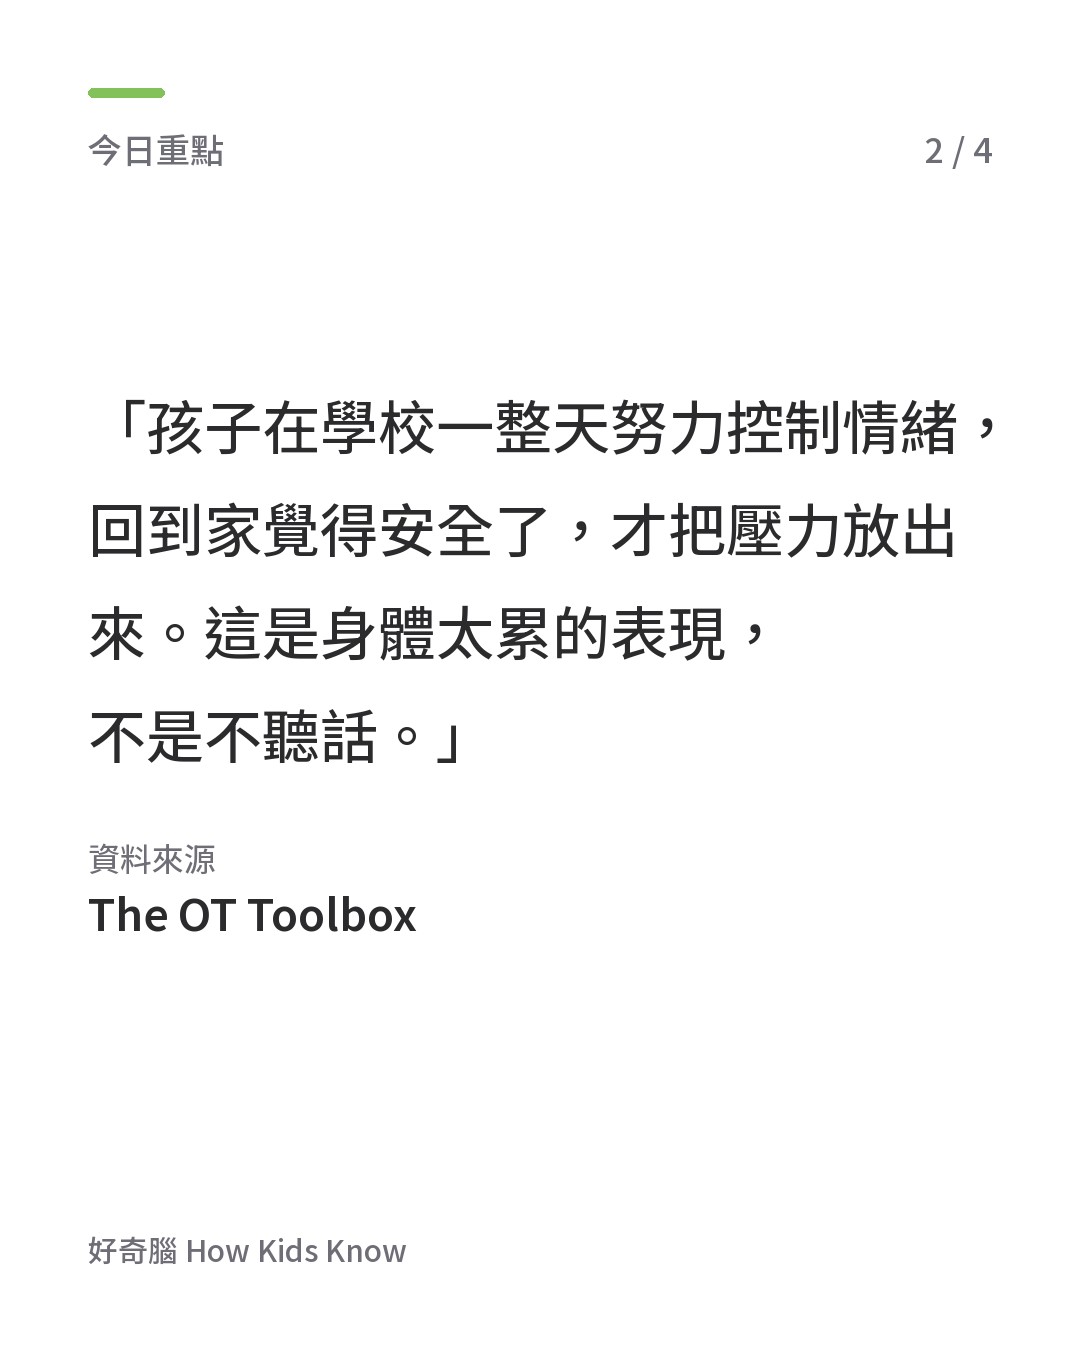 今日重點
2 / 4
「孩子在學校一整天努力控制情緒，
回到家覺得安全了，才把壓力放出
來。這是身體太累的表現，
不是不聽話。」
資料來源
The OT Toolbox
好奇腦 How Kids Know